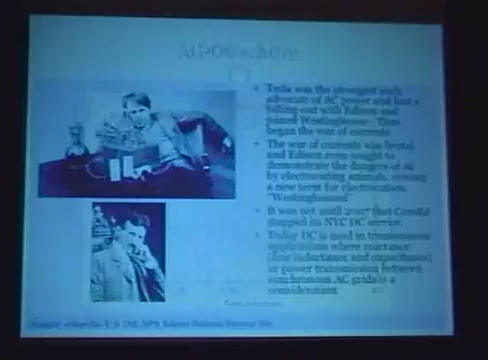 Tesla was the strongest early
advocate of AC power and had a
falling-out with Edison and
joined Westinghouse. Thus
began the war of currents
The war of currents was brutal
and Edison even sought to
demonstrate the dangers of AC
by electrocuting animals,
a new term for electrocution,
"Westinghoused"
It was not until 2007 that ConEd
stopped its NYC DC service.
Today DC is used in transmission
applications where reactance
(line inductance and capacitance)
or power transmission between
synchronous AC grids is a
consideration